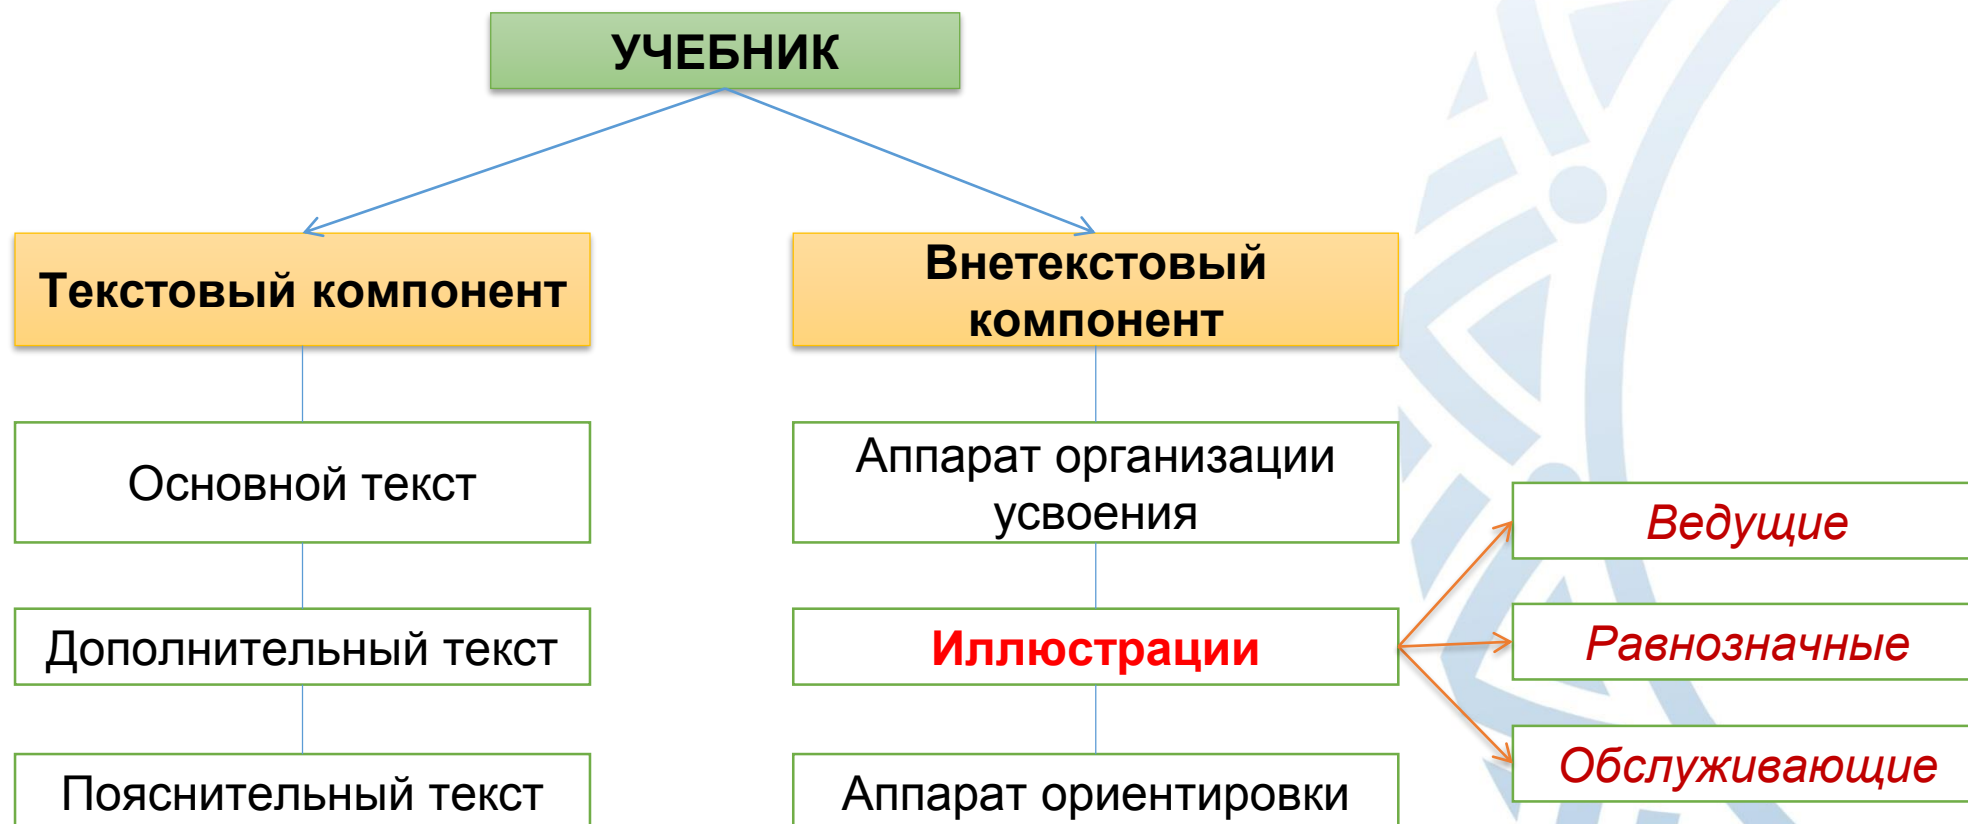 УЧЕБНИК
Текстовый компонент
Внетекстовый
компонент
Основной текст
Аппарат организации
усвоения
Ведущие
Дополнительный текст
Иллюстрации
Равнозначные
Пояснительный текст
Аппарат ориентировки
Обслуживающие